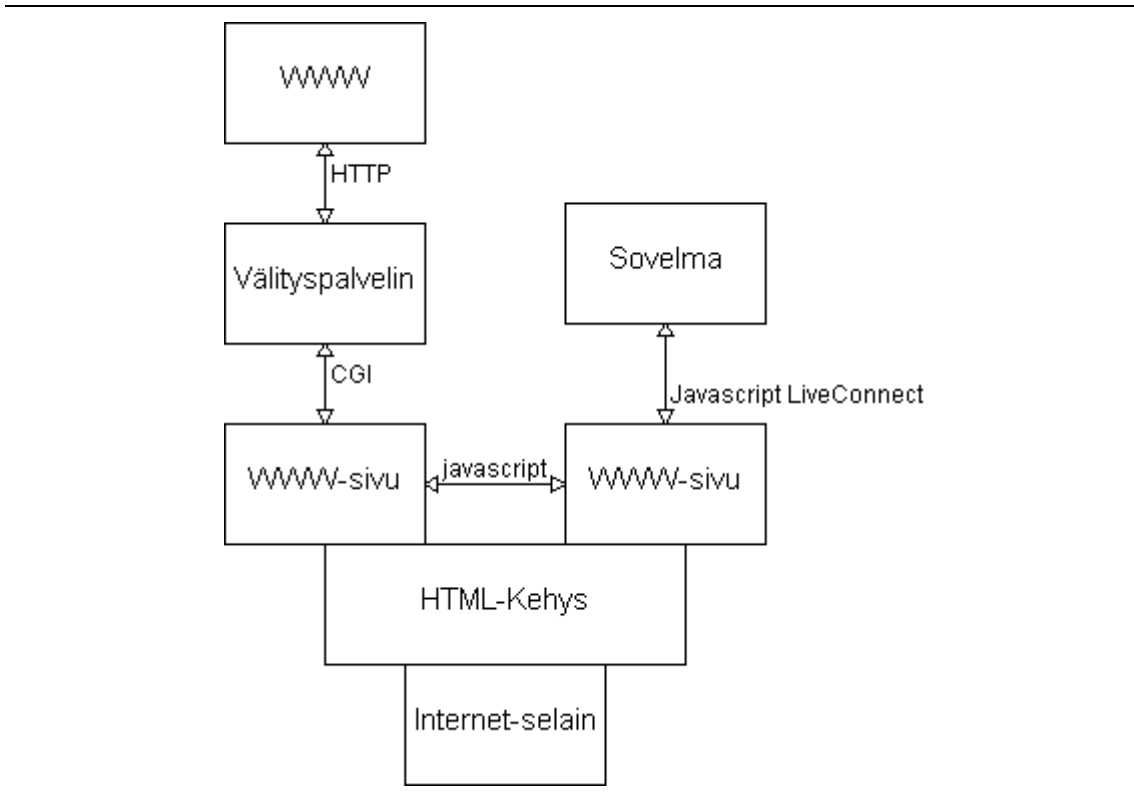 WWW
HTTP
Välityspalvelin
Sovelma
CGI
Javascript LiveConnect
WWW-sivu
javascript
WWW-sivu
HTML-Kehys
Internet-selain